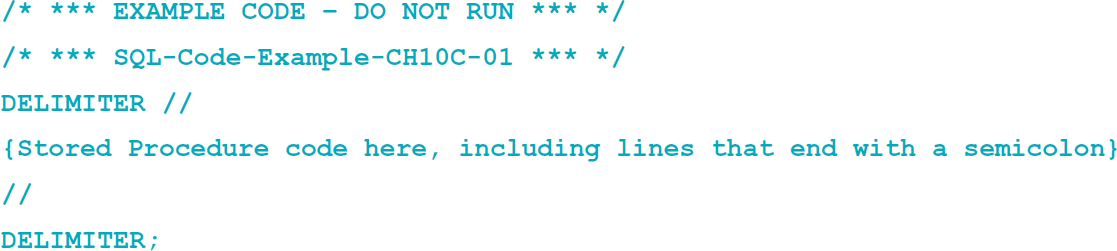 /* *** EXAMPLE CODE – DO NOT RUN *** */
/* *** SQL-Code-Example-CH10C-01 *** */
DELIMITER //
{Stored Procedure code here, including lines that end with a semicolon}
//
DELIMITER;